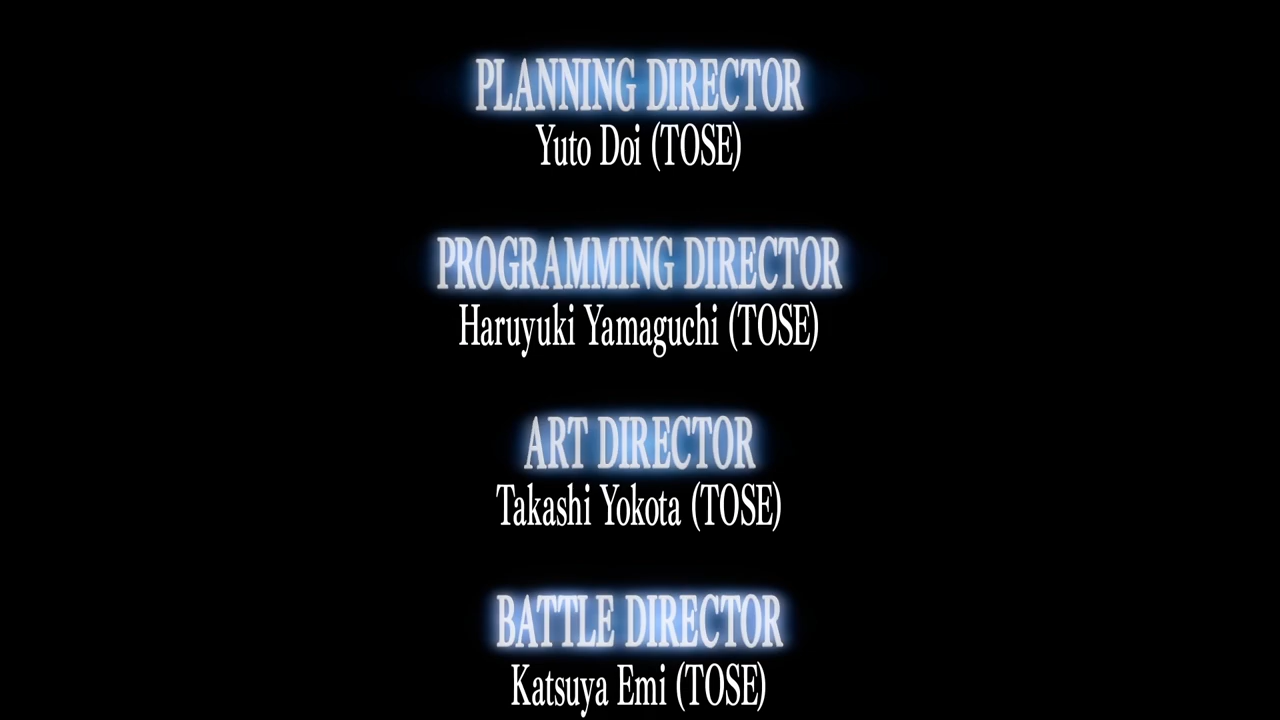 PLANNING DIRECTOR
Yuto Doi (TOSE)
PROGRAMMING DIRECTOR
Haruyuki Yamaguchi (TOSE)
ART DIRECTOR
Takashi Yokota (TOSE)
BATTLE DIRECTOR
Katsuya Emi (TOSE)